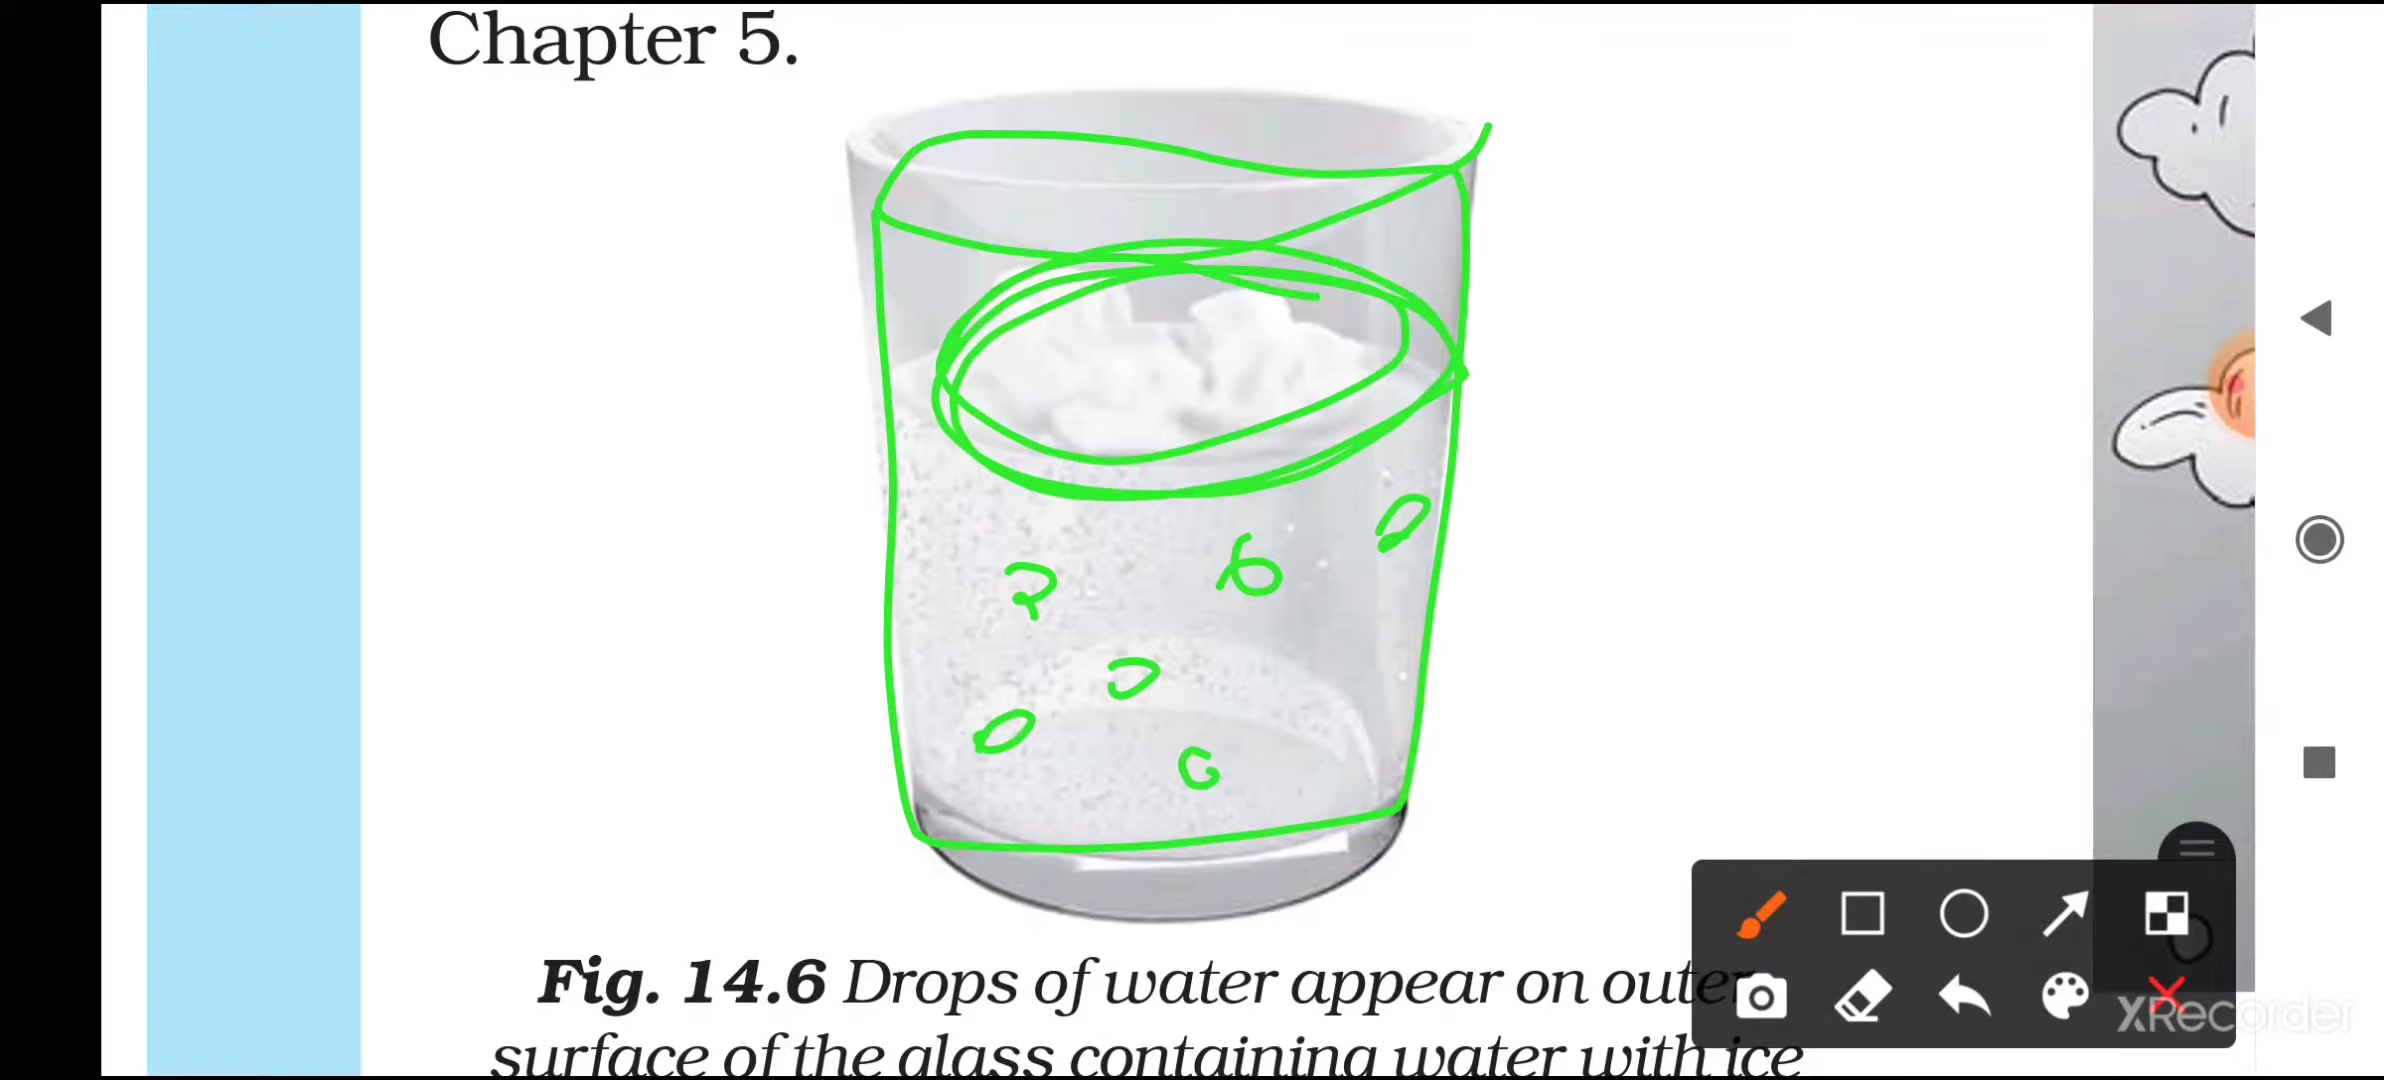 Chapter 5.
Fig. 14.6 Drops of water appear on outer
surface of the glass containing water with ice
XRecorder